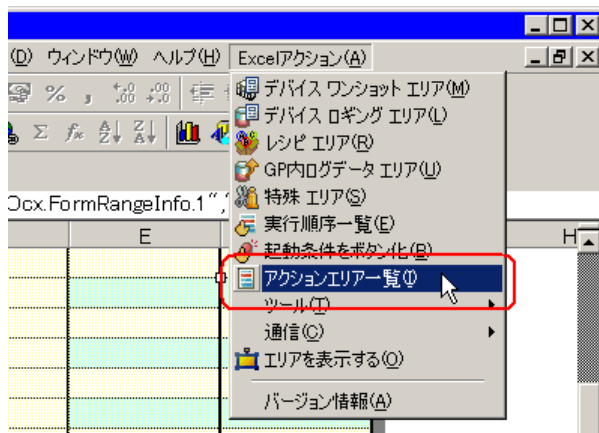 (D) ウィンドウ(W) ヘルプ(H) Excelアクション(A)
% , .00
デバイス ワンショット エリア(M)
デバイス ロギング エリア(L)
Σ fx
レシピ エリア(R)
GP内ログデータ エリア(U)
Ocx.FormRangeInfo.1",
特殊 エリア(S)
実行順序一覧(E)
E H
起動条件をボタン化(B)
アクションエリア一覧(I)
ツール(T)
通信(C)
エリアを表示する(O)
バージョン情報(A)